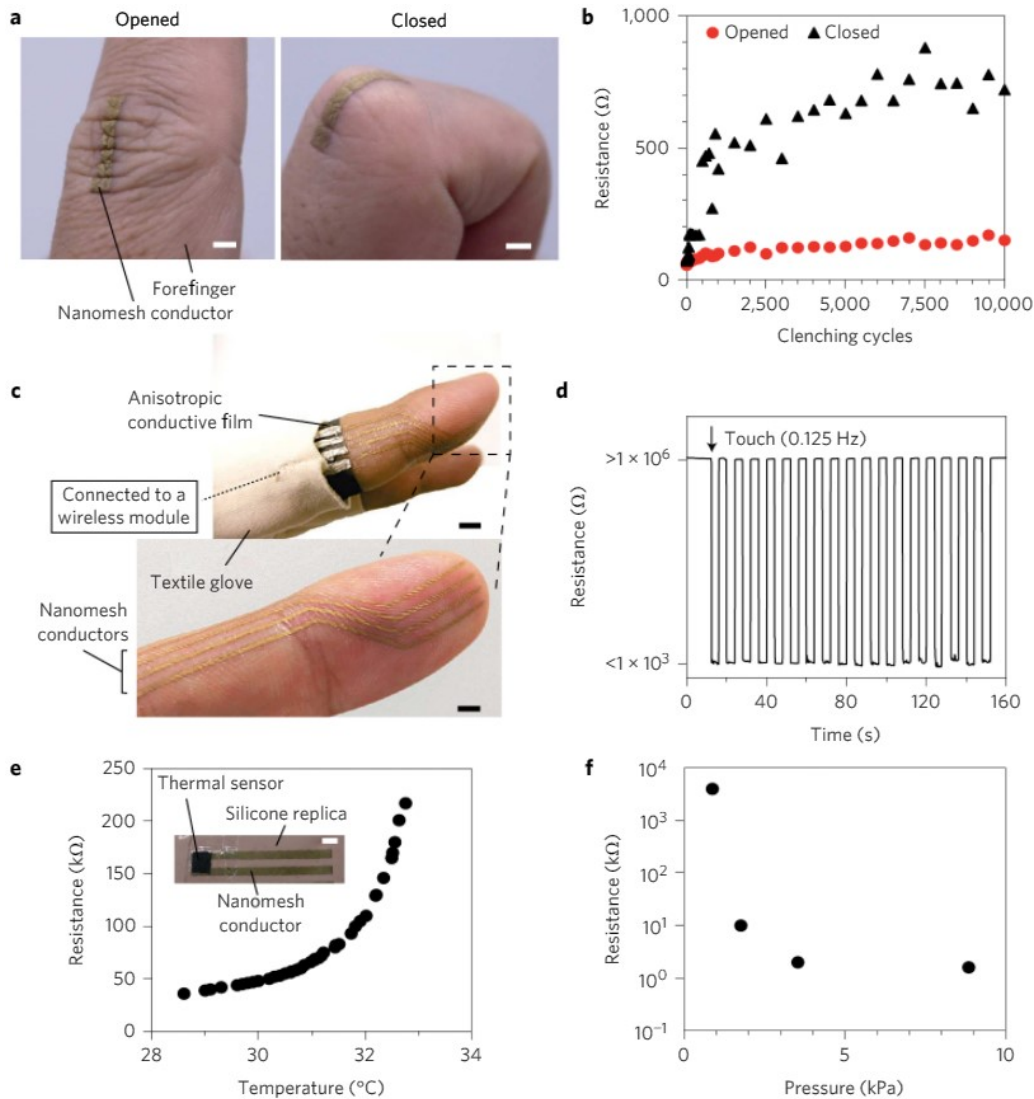 a
Opened
Closed
Forefinger
Nanomesh conductor
b
1,000
500
0
Resistance (Ω)
Opened
Closed
0
2,500
5,000
7,500
10,000
Clenching cycles
c
Anisotropic
conductive film
Connected to a
wireless module
Textile glove
Nanomesh
conductors
d
Touch (0.125 Hz)
>1 × 10⁶
<1 × 10³
Resistance (Ω)
0
40
80
120
160
Time (s)
e
250
200
150
100
50
0
Resistance (kΩ)
Thermal sensor
Silicone replica
Nanomesh
conductor
28
30
32
34
Temperature (°C)
f
10⁴
10³
10²
10¹
10⁰
10⁻¹
Resistance (kΩ)
0
5
10
Pressure (kPa)